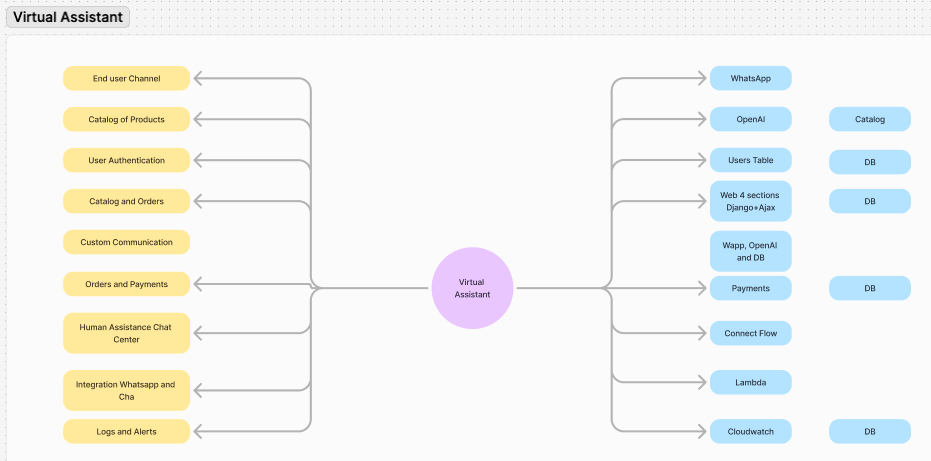 Virtual Assistant
End user Channel
Catalog of Products
User Authentication
Catalog and Orders
Custom Communication
Orders and Payments
Human Assistance Chat
Center
Integration Whatsapp and
Cha
Logs and Alerts
Virtual
Assistant
WhatsApp
OpenAI
Catalog
Users Table
DB
Web 4 sections
Django+Ajax
DB
Wapp, OpenAI
and DB
Payments
DB
Connect Flow
Lambda
Cloudwatch
DB